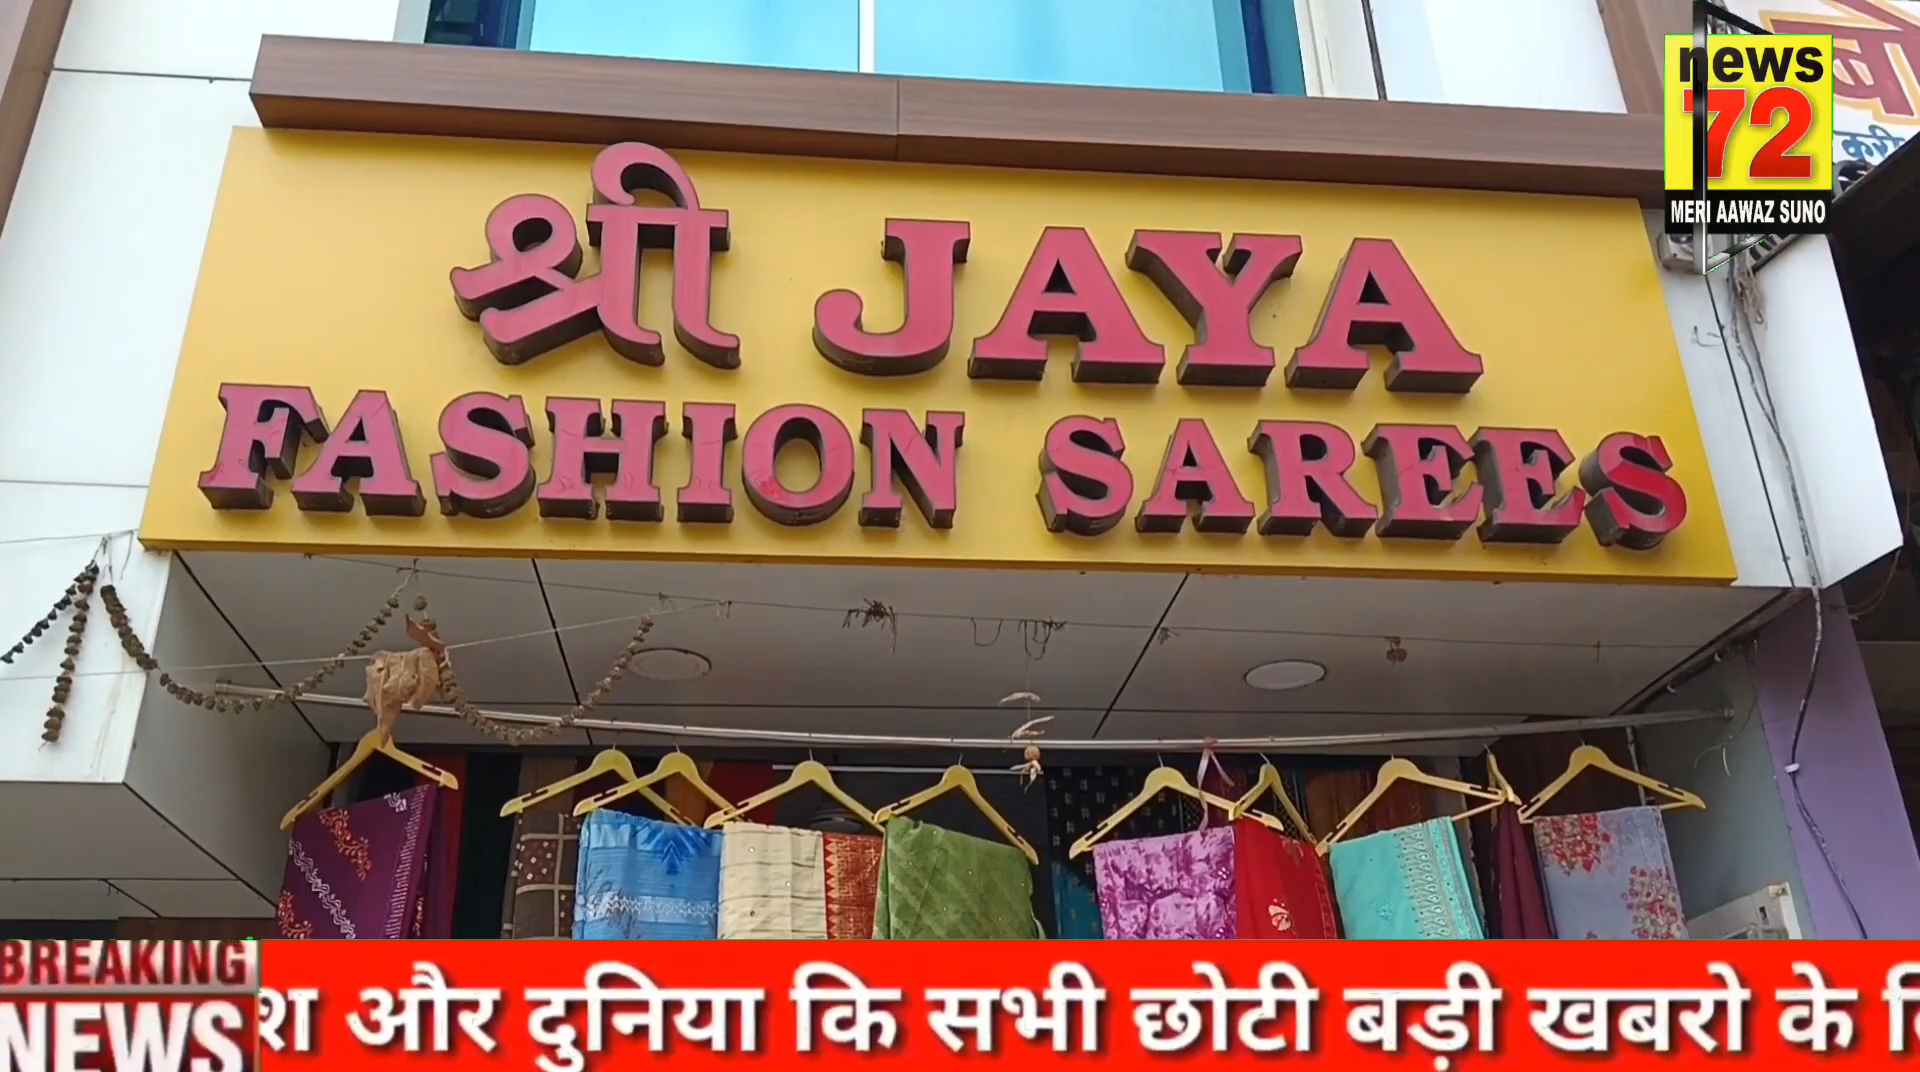 news
72
MERI AAWAZ SUNO
श्री JAYA
FASHION SAREES
BREAKING
NEWS
और दुनिया कि सभी छोटी बड़ी खबरो के